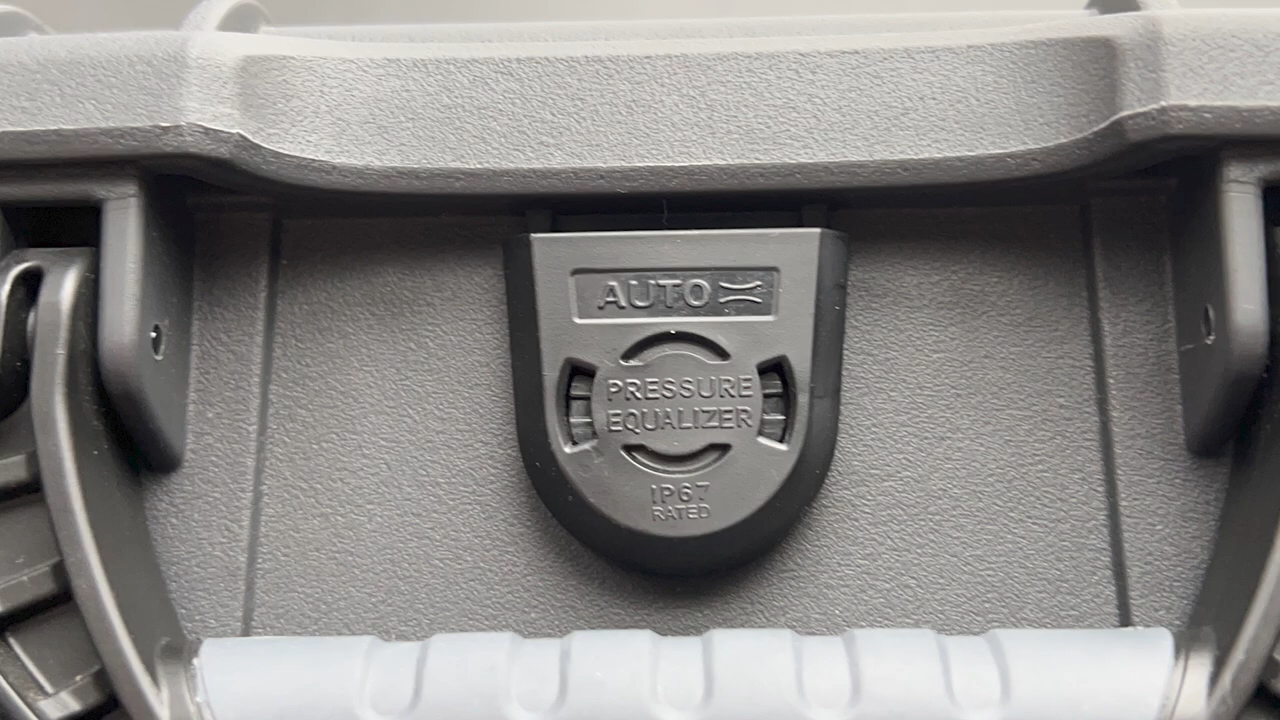 AUTO
PRESSURE
EQUALIZER
IP67
RATED